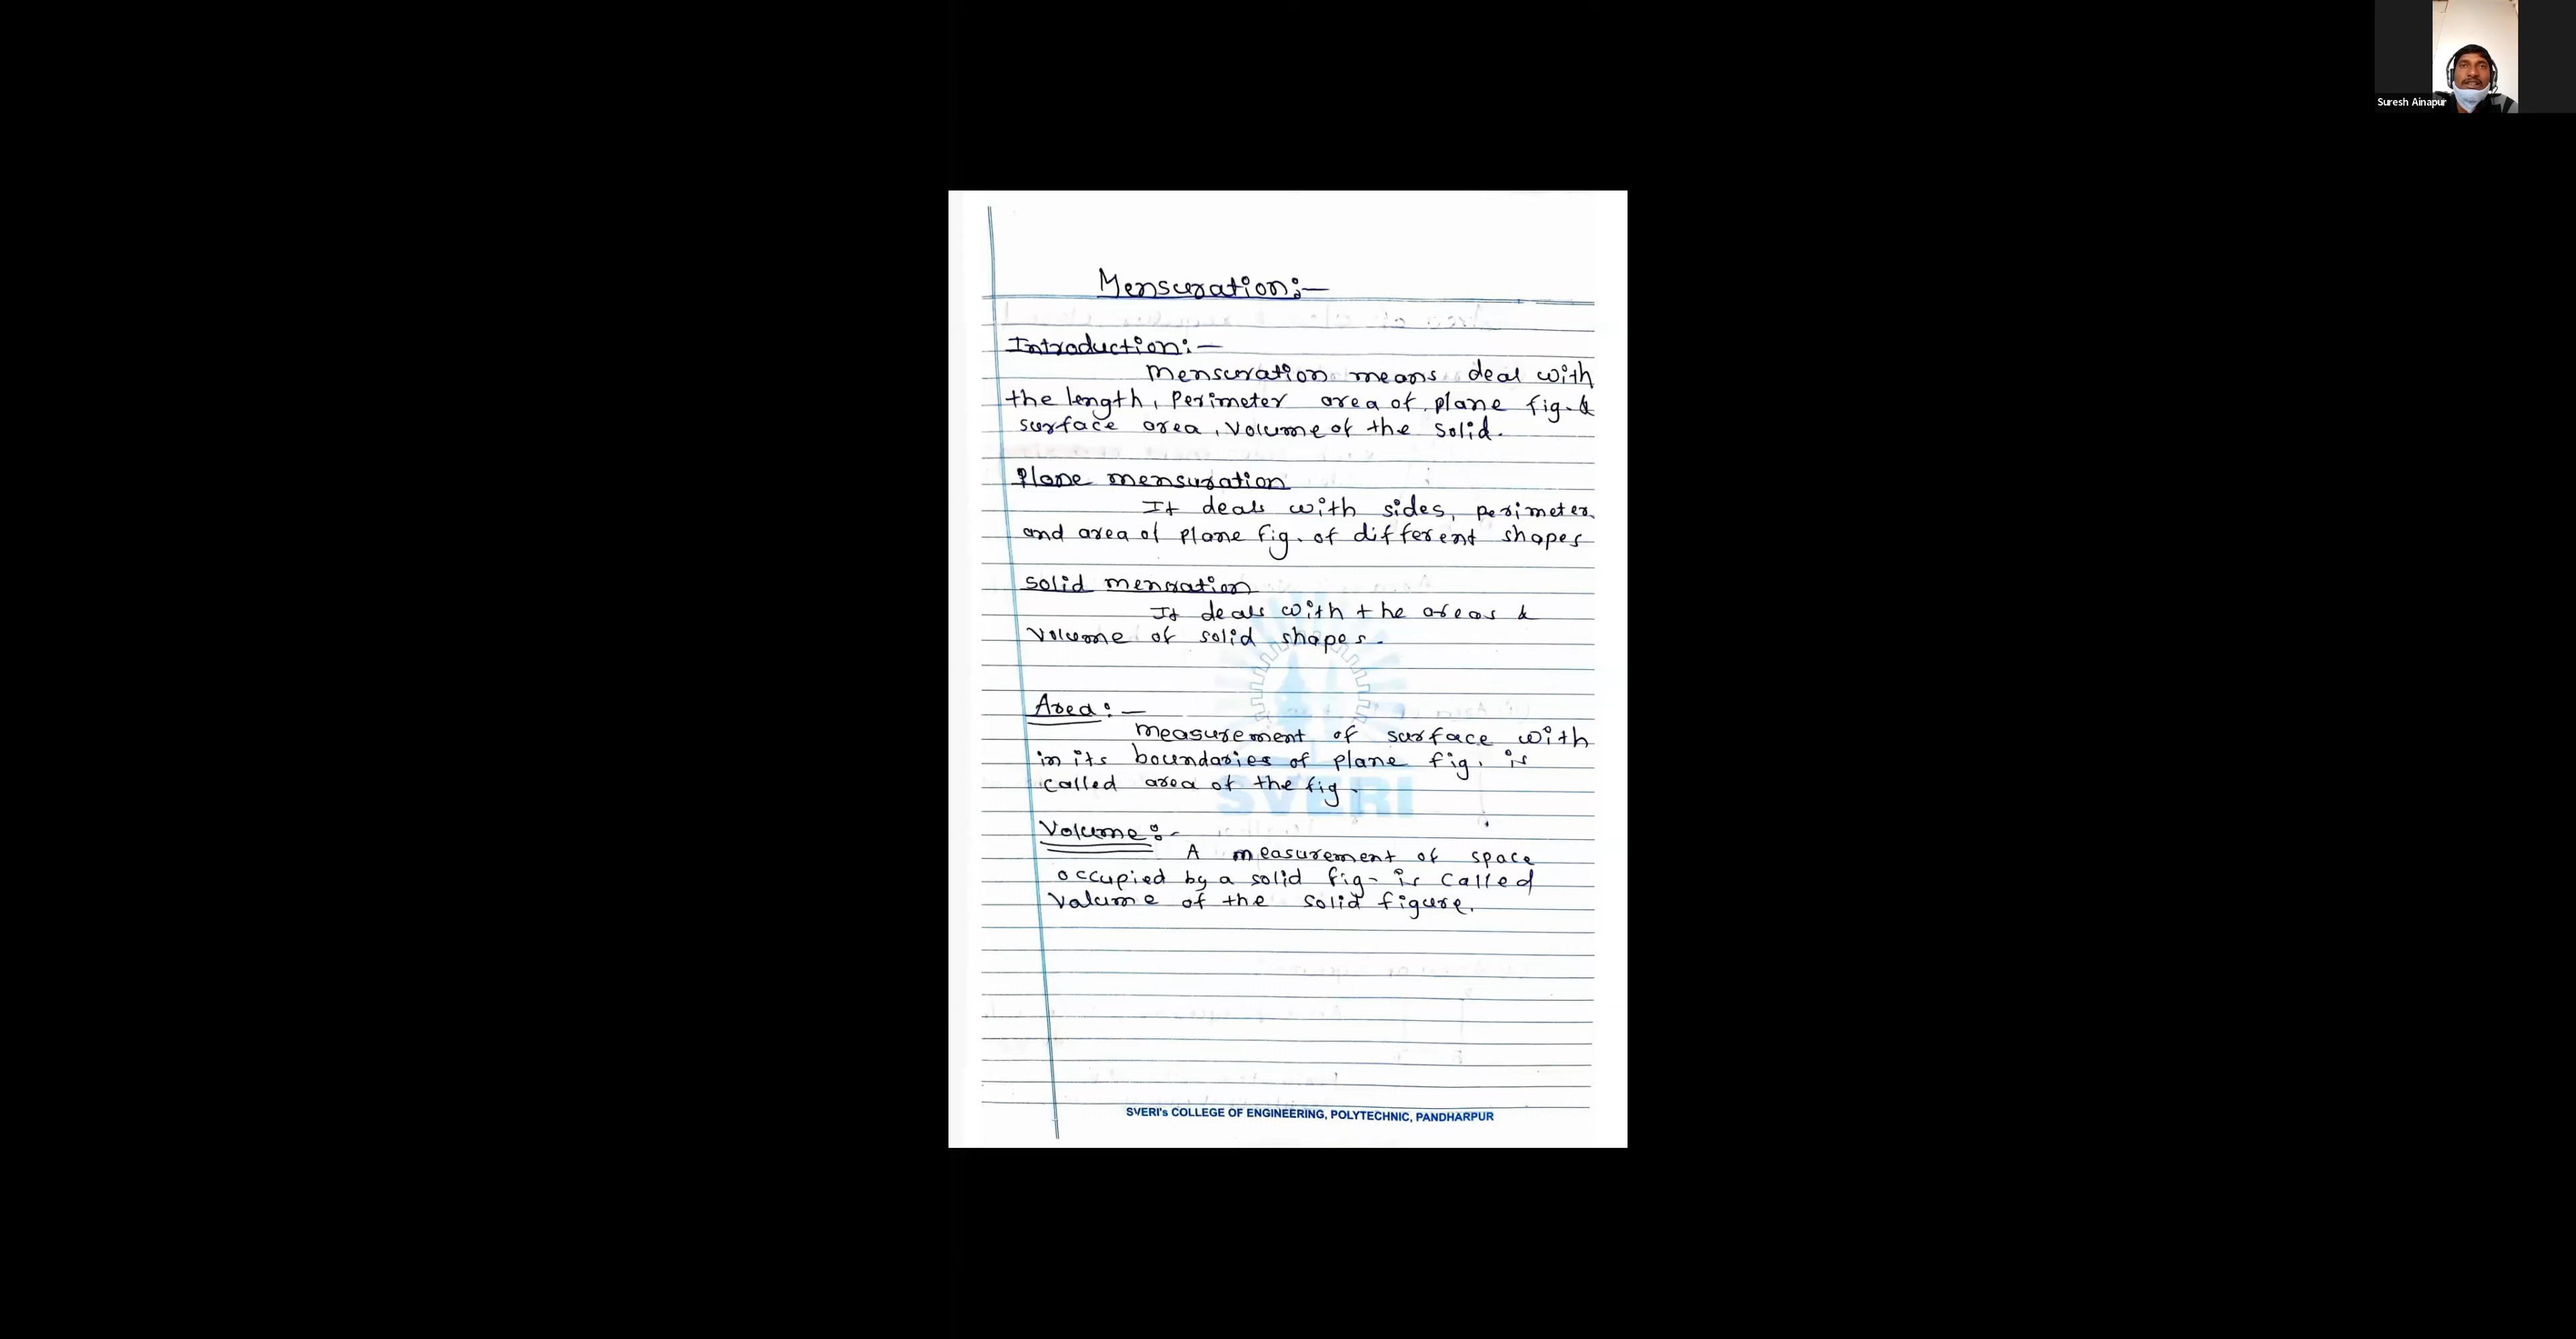 Suresh Ainapur
Mensuration:-
Introduction:-
Mensuration means deal with
the length, Perimeter area of plane fig. &
surface area, Volume of the solid.
Plane mensuration
It deals with sides, perimeter
and area of plane fig. of different shapes
Solid menration
It deals with the areas &
volume of solid shapes.
Area:-
Measurement of surface with
in its boundaries of plane fig. is
called area of the fig.
Volume:-
A measurement of space
occupied by a solid fig- is called
Valume of the solid figure.
SVERI
SVERI's COLLEGE OF ENGINEERING, POLYTECHNIC, PANDHARPUR